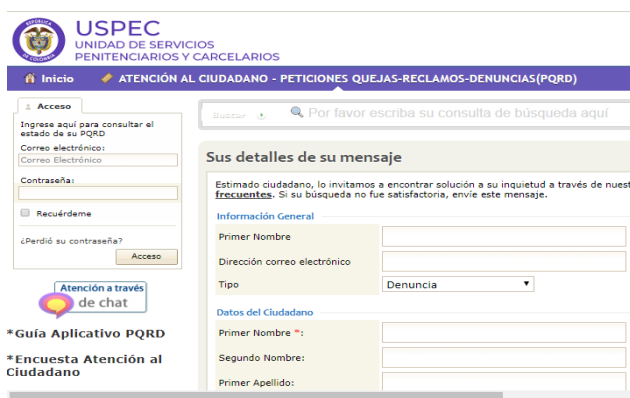 USPEC
UNIDAD DE SERVICIOS
PENITENCIARIOS Y CARCELARIOS
Inicio
ATENCIÓN AL CIUDADANO - PETICIONES QUEJAS-RECLAMOS-DENUNCIAS(PQRD)
Acceso
Ingrese aquí para consultar el
estado de su PQRD
Correo electrónico:
Correo Electrónico
Contraseña:
Recuérdeme
¿Perdió su contraseña?
Acceso
Atención a través
de chat
*Guía Aplicativo PQRD
*Encuesta Atención al
Ciudadano
Buscar
Por favor escriba su consulta de búsqueda aquí
Sus detalles de su mensaje
Estimado ciudadano, lo invitamos a encontrar solución a su inquietud a través de nuest
frecuentes. Si su búsqueda no fue satisfactoria, envíe este mensaje.
Información General
Primer Nombre
Dirección correo electrónico
Tipo
Denuncia
Datos del Ciudadano
Primer Nombre *:
Segundo Nombre:
Primer Apellido: